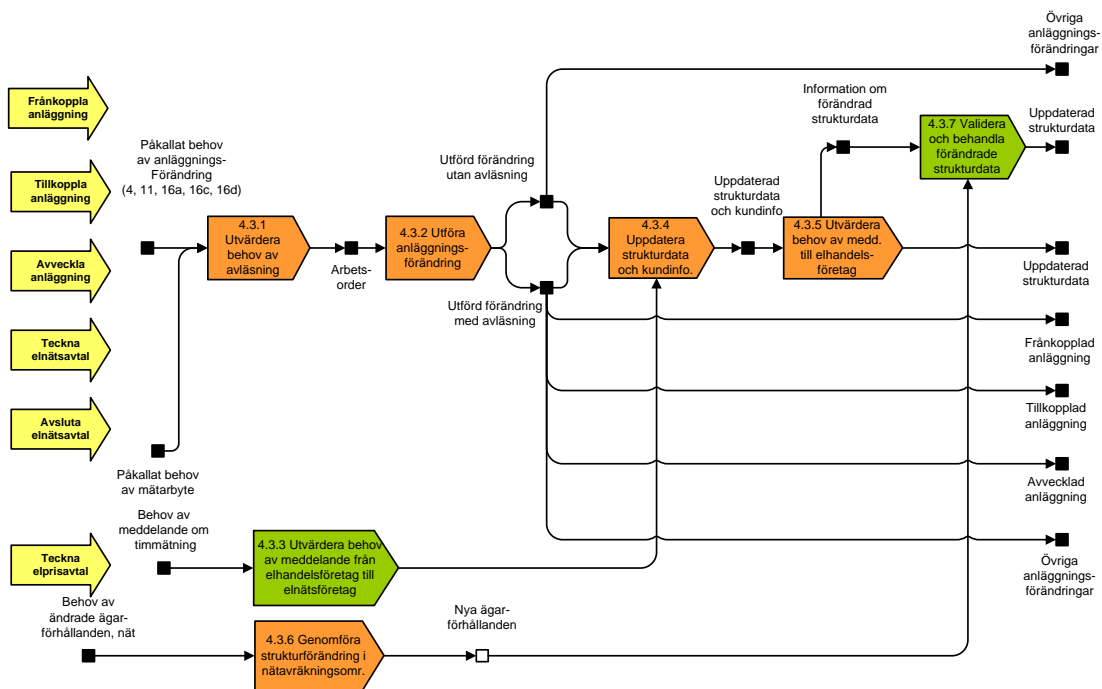 Frånkoppla
anläggning
Tillkoppla
anläggning
Avveckla
anläggning
Teckna
elnätsavtal
Avsluta
elnätsavtal
Teckna
elprisavtal
Påkallat behov
av anläggnings-
Förändring
(4, 11, 16a, 16c, 16d)
Påkallat behov
av mätarbyte
4.3.1
Utvärdera
behov av
avläsning
Arbets-
order
4.3.2 Utföra
anläggnings-
förändring
Utförd förändring
utan avläsning
Utförd förändring
med avläsning
4.3.4
Uppdatera
strukturdata
och kundinfo.
Uppdaterad
strukturdata
och kundinfo
4.3.5 Utvärdera
behov av medd.
till elhandels-
företag
Information om
förändrad
strukturdata
4.3.7 Validera
och behandla
förändrade
strukturdata
Övriga
anläggnings-
förändringar
Uppdaterad
strukturdata
Uppdaterad
strukturdata
Frånkopplad
anläggning
Tillkopplad
anläggning
Avvecklad
anläggning
Övriga
anläggnings-
förändringar
Behov av
meddelande om
timmätning
4.3.3 Utvärdera behov
av meddelande från
elhandelsföretag till
elnätsföretag
Behov av
ändrade ägar-
förhållanden, nät
4.3.6 Genomföra
strukturförändring i
nätavräkningsomr.
Nya ägar-
förhållanden